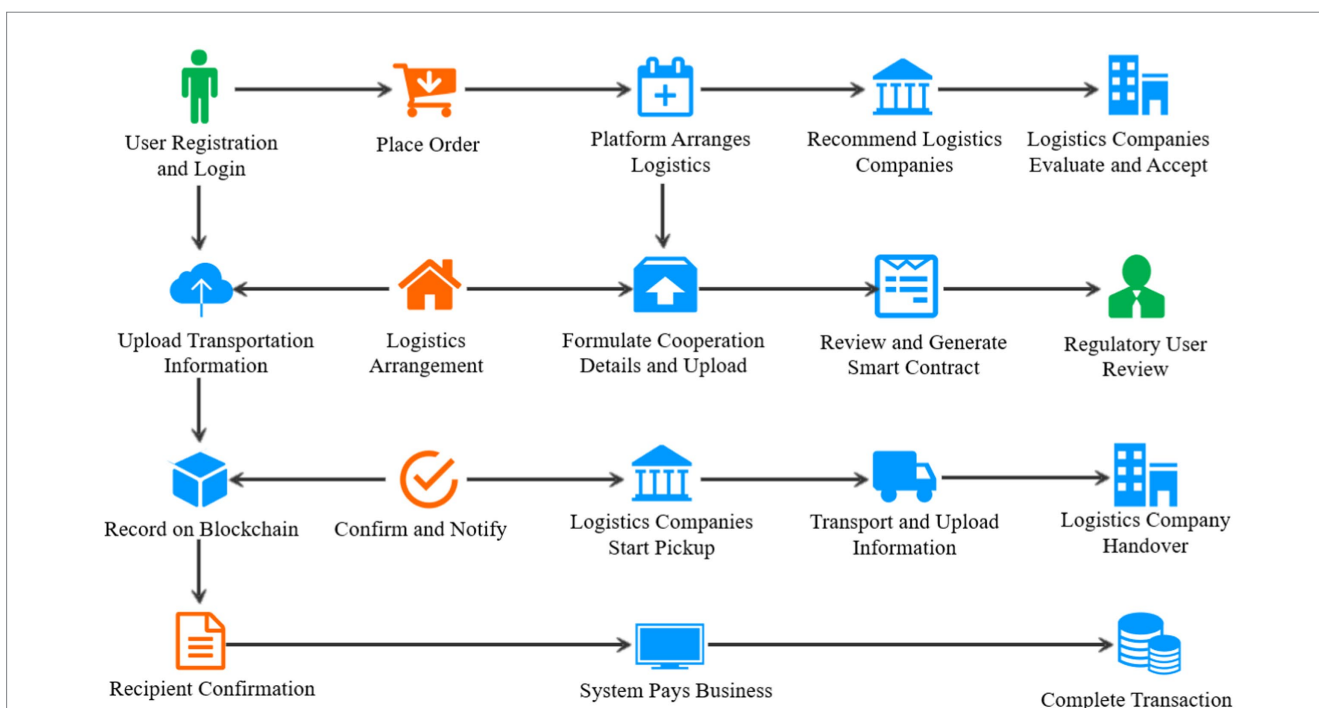 User Registration
and Login
Place Order
Platform Arranges
Logistics
Recommend Logistics
Companies
Logistics Companies
Evaluate and Accept
Upload Transportation
Information
Logistics
Arrangement
Formulate Cooperation
Details and Upload
Review and Generate
Smart Contract
Regulatory User
Review
Record on Blockchain
Confirm and Notify
Logistics Companies
Start Pickup
Transport and Upload
Information
Logistics Company
Handover
Recipient Confirmation
System Pays Business
Complete Transaction